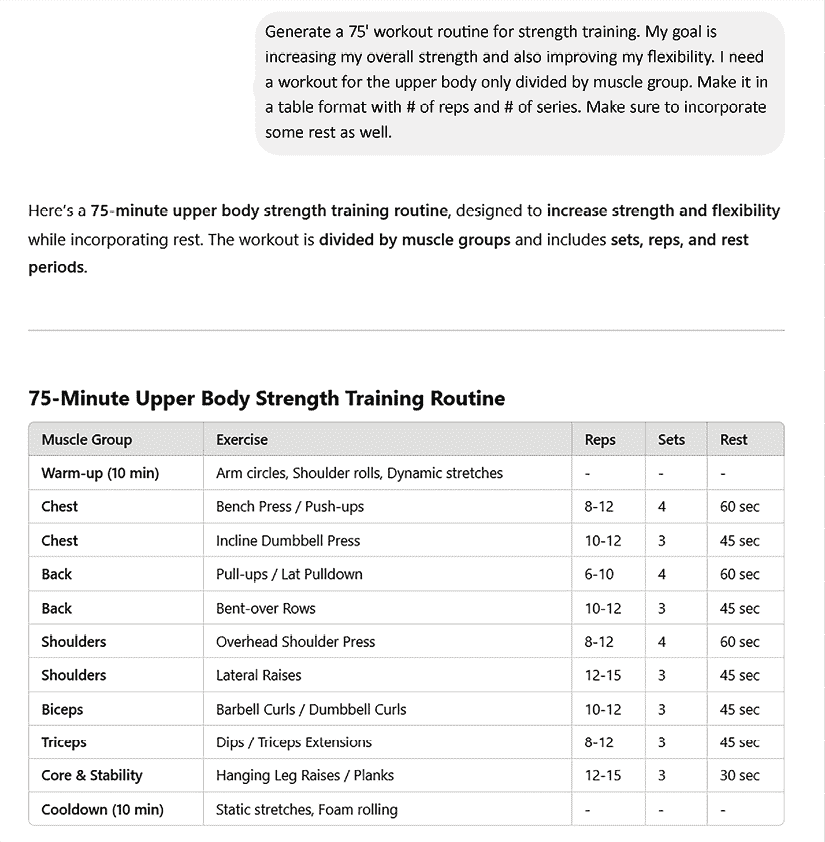 Generate a 75' workout routine for strength training. My goal is
increasing my overall strength and also improving my flexibility. I need
a workout for the upper body only divided by muscle group. Make it in
a table format with # of reps and # of series. Make sure to incorporate
some rest as well.
Here's a 75-minute upper body strength training routine, designed to increase strength and flexibility
while incorporating rest. The workout is divided by muscle groups and includes sets, reps, and rest
periods.
75-Minute Upper Body Strength Training Routine
Muscle Group Exercise Reps Sets Rest
Warm-up (10 min) Arm circles, Shoulder rolls, Dynamic stretches - - -
Chest Bench Press / Push-ups 8-12 4 60 sec
Chest Incline Dumbbell Press 10-12 3 45 sec
Back Pull-ups / Lat Pulldown 6-10 4 60 sec
Back Bent-over Rows 10-12 3 45 sec
Shoulders Overhead Shoulder Press 8-12 4 60 sec
Shoulders Lateral Raises 12-15 3 45 sec
Biceps Barbell Curls / Dumbbell Curls 10-12 3 45 sec
Triceps Dips / Triceps Extensions 8-12 3 45 sec
Core & Stability Hanging Leg Raises / Planks 12-15 3 30 sec
Cooldown (10 min) Static stretches, Foam rolling - - -